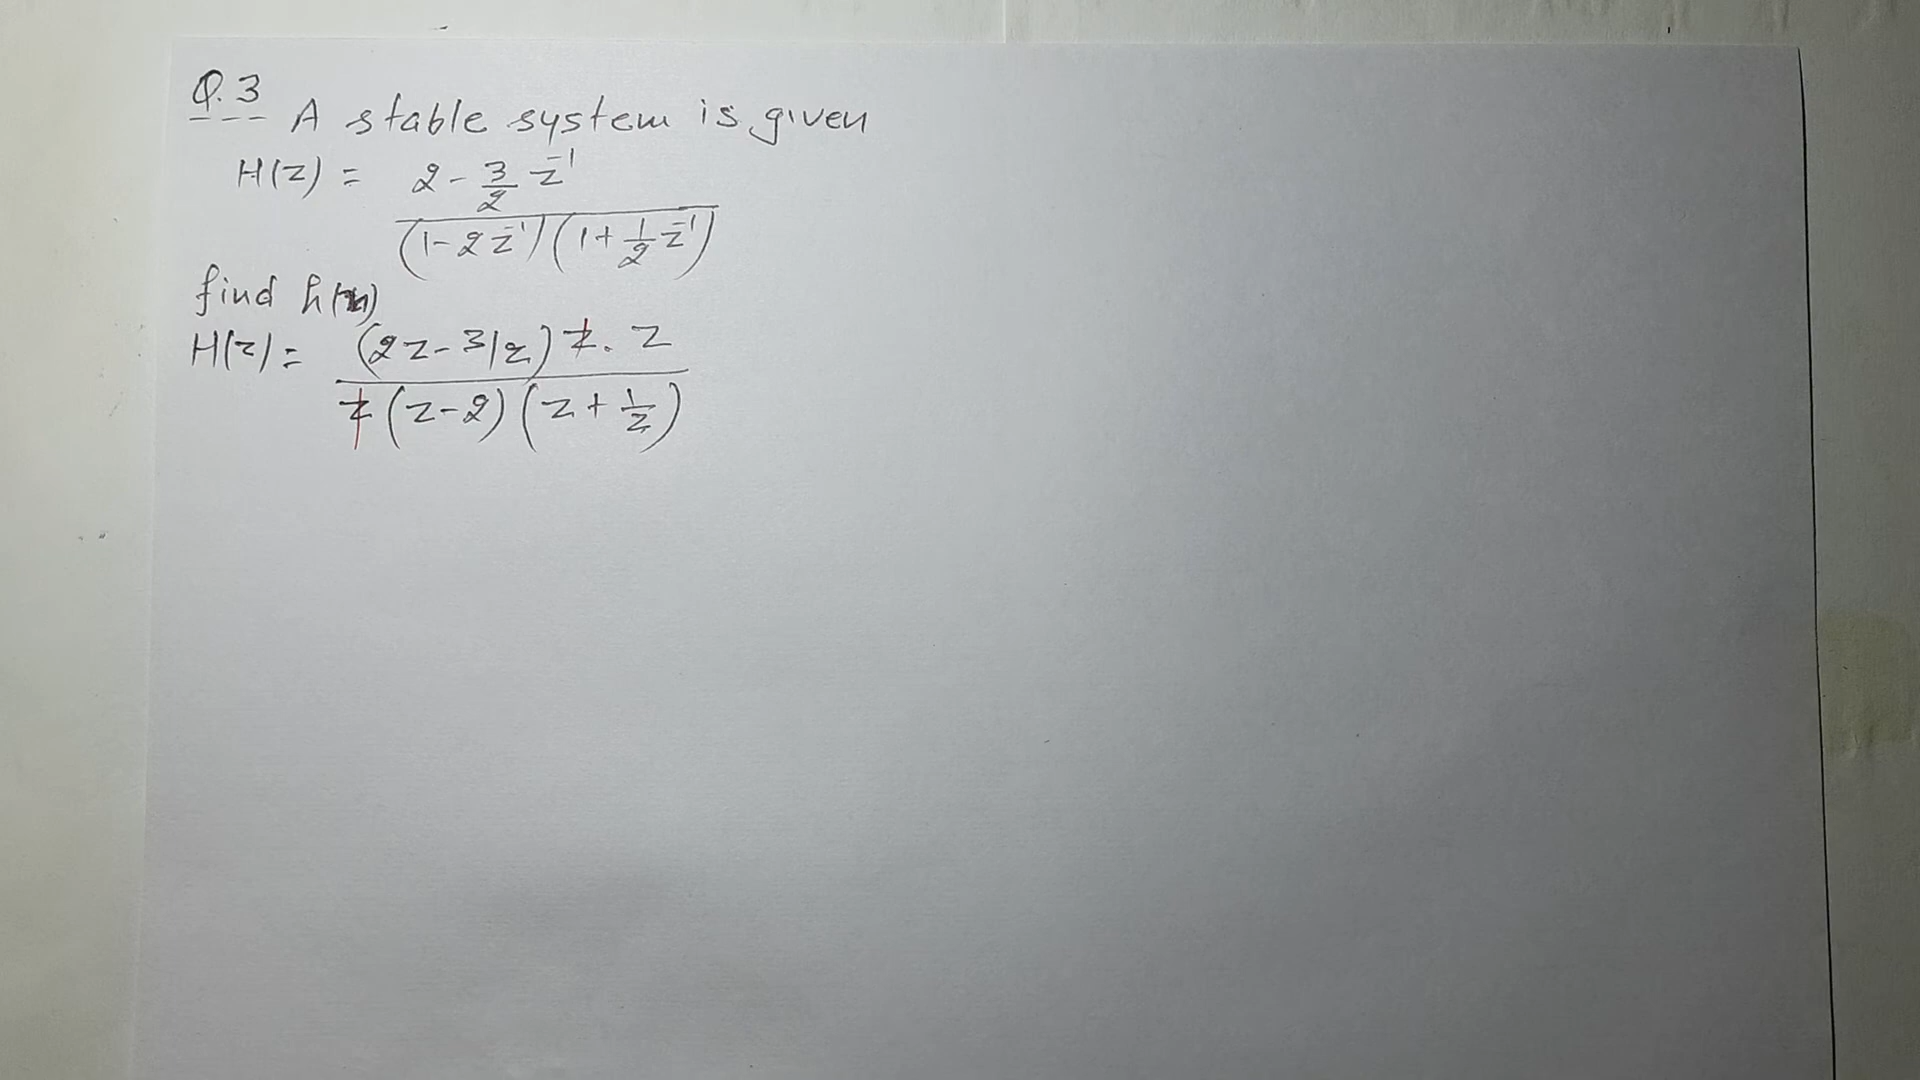 Q.3
A stable system is given
H(z) = 2 - 3/2 z^-1
(1 - 2z^-1)(1 + 1/2 z^-1)
find h(n)
H(z) = (2z - 3/2) z . z
z (z - 2)(z + 1/2)